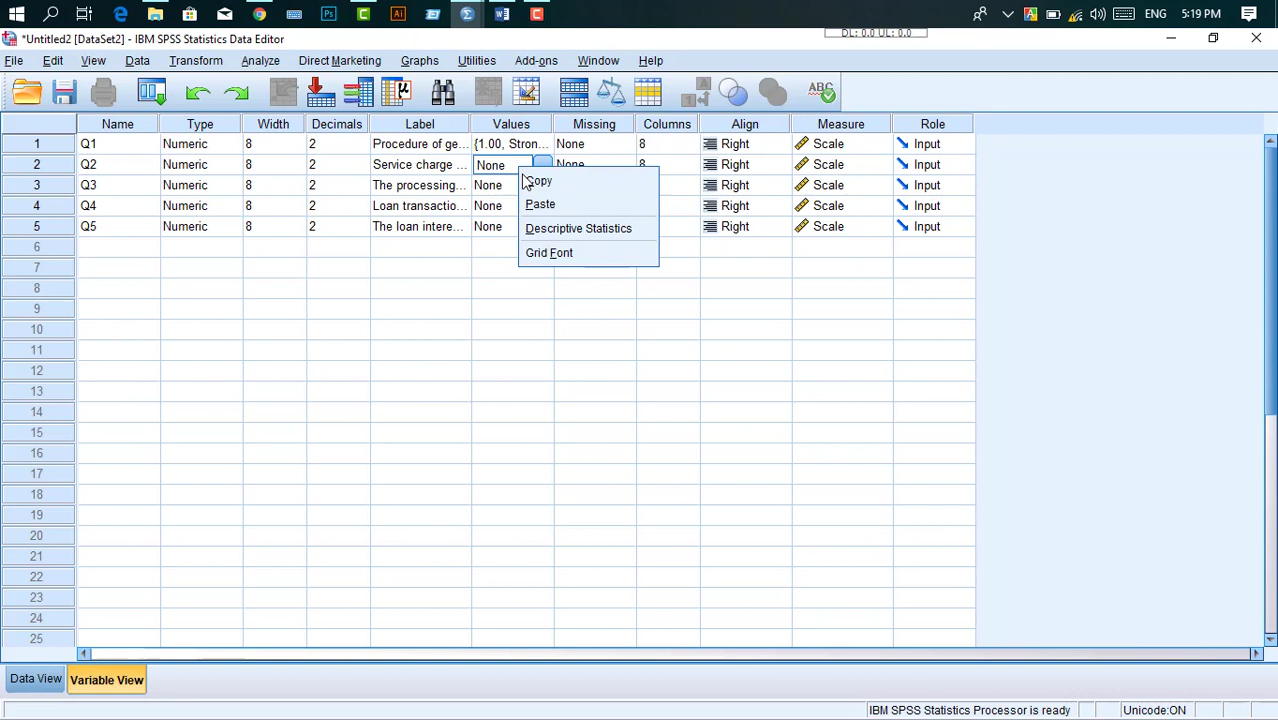 Ps
Ai
ENG
5:19 PM
*Untitled2 [DataSet2] - IBM SPSS Statistics Data Editor
DL: 0.0 UL: 0.0
File Edit View Data Transform Analyze Direct Marketing Graphs Utilities Add-ons Window Help
Name Type Width Decimals Label Values Missing Columns Align Measure Role
1 Q1 Numeric 8 2 Procedure of ge... {1.00, Stron... None 8 Right Scale Input
2 Q2 Numeric 8 2 Service charge ... None None 8 Right Scale Input
3 Q3 Numeric 8 2 The processing... None Right Scale Input
4 Q4 Numeric 8 2 Loan transactio... None Right Scale Input
5 Q5 Numeric 8 2 The loan intere... None Right Scale Input
Copy
Paste
Descriptive Statistics
Grid Font
6
7
8
9
10
11
12
13
14
15
16
17
18
19
20
21
22
23
24
25
Data View Variable View
IBM SPSS Statistics Processor is ready Unicode:ON